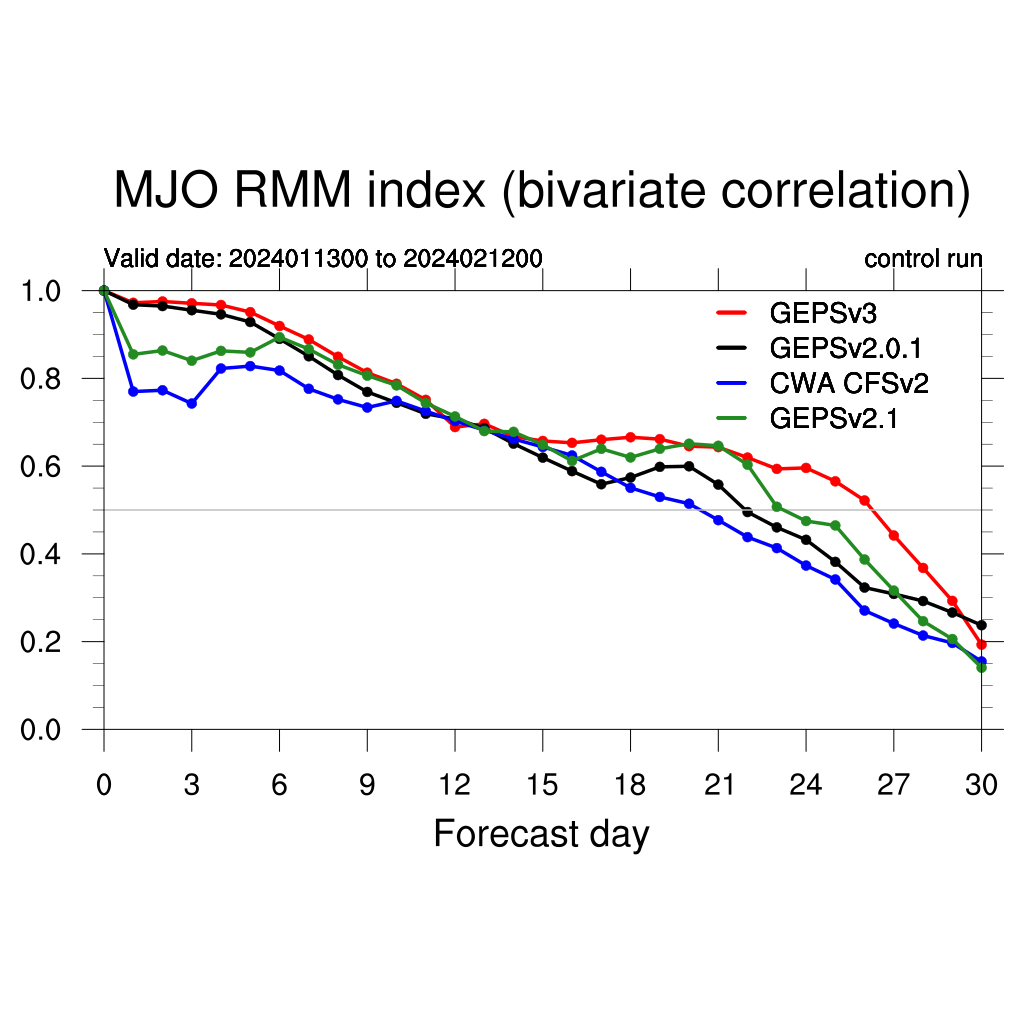 MJO RMM index (bivariate correlation)
Valid date: 2024011300 to 2024021200 control run
1.0
0.8
0.6
0.4
0.2
0.0
GEPSv3
GEPSv2.0.1
CWA CFSv2
GEPSv2.1
0 3 6 9 12 15 18 21 24 27 30
Forecast day